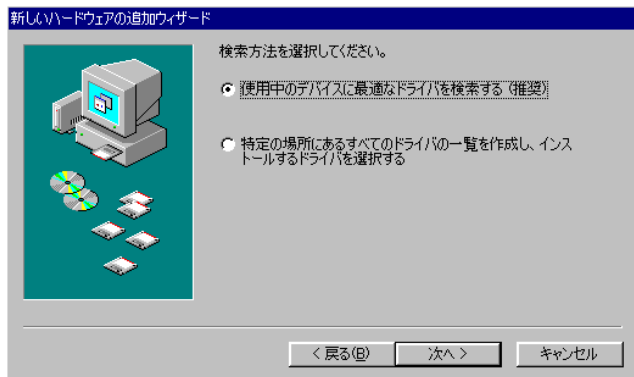 新しいハードウェアの追加ウィザード
検索方法を選択してください。
使用中のデバイスに最適なドライバを検索する (推奨)
特定の場所にあるすべてのドライバの一覧を作成し、インス
トールするドライバを選択する
< 戻る(B)
次へ >
キャンセル